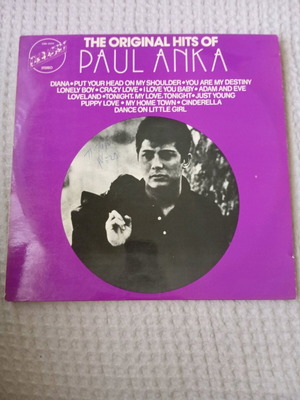 THE ORIGINAL HITS OF
PAUL ANKA
DIANA•PUT YOUR HEAD ON MY SHOULDER•YOU ARE MY DESTINY
LONELY BOY•CRAZY LOVE•I LOVE YOU BABY•ADAM AND EVE
LOVELAND•TONIGHT, MY LOVE, TONIGHT•JUST YOUNG
PUPPY LOVE•MY HOME TOWN•CINDERELLA
DANCE ON LITTLE GIRL
STEREO